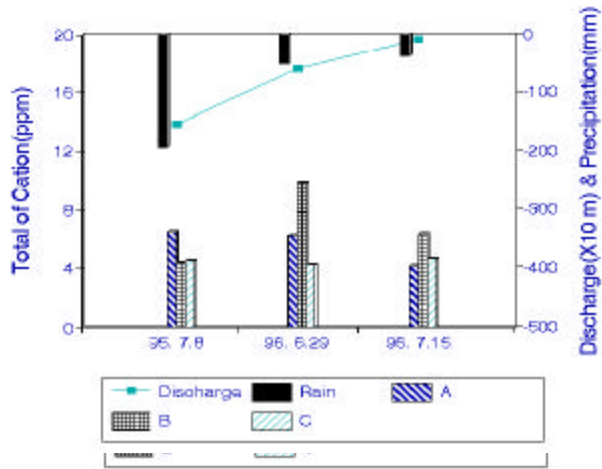 Total of Cation(ppm)
20
16
12
8
4
0
0
-100
-200
-300
-400
-500
Discharge(X10 m) & Precipitation(mm)
95. 7.8
96. 6.29
96. 7.15
Discharge
Rain
A
B
C